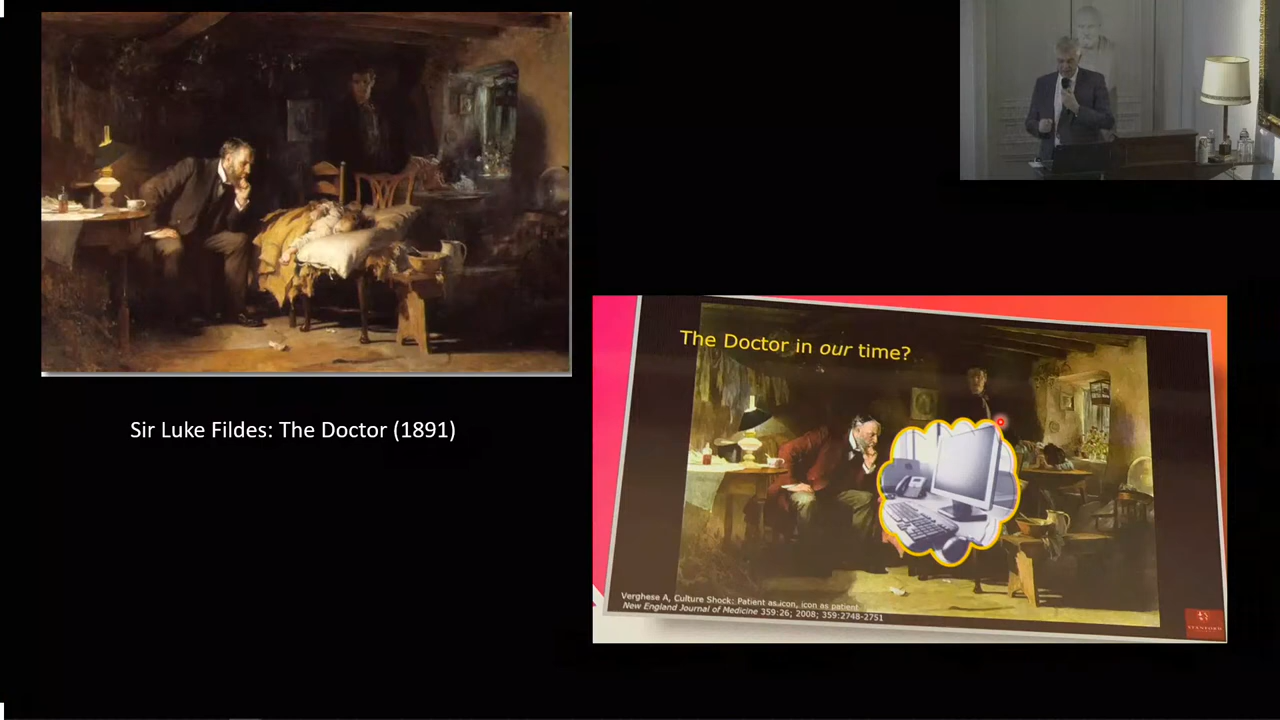 Sir Luke Fildes: The Doctor (1891)
The Doctor in our time?
Verghese A, Culture Shock: Patient as icon, icon as patient
New England Journal of Medicine 359:26; 2008; 359:2748-2751
STANFORD